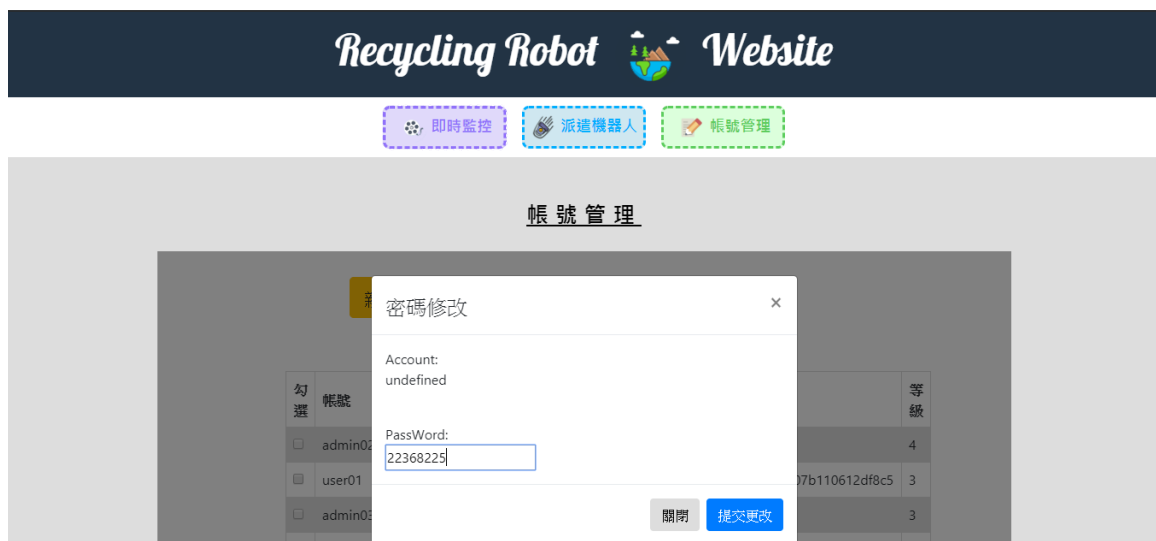 Recycling Robot Website
即時監控 派遣機器人 帳號管理
帳號管理
密碼修改 ×
Account:
undefined
勾選 帳號 等級
PassWord:
admin02 4
22368225
user01 07b110612df8c5 3
關閉 提交更改
admin03 3